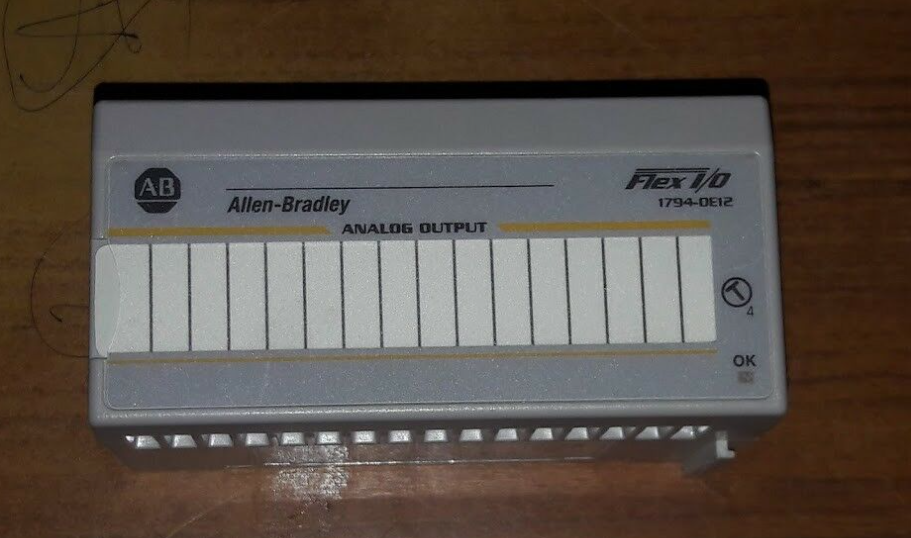 AB
Allen-Bradley
Flex I/O
1794-OE12
ANALOG OUTPUT
4
OK